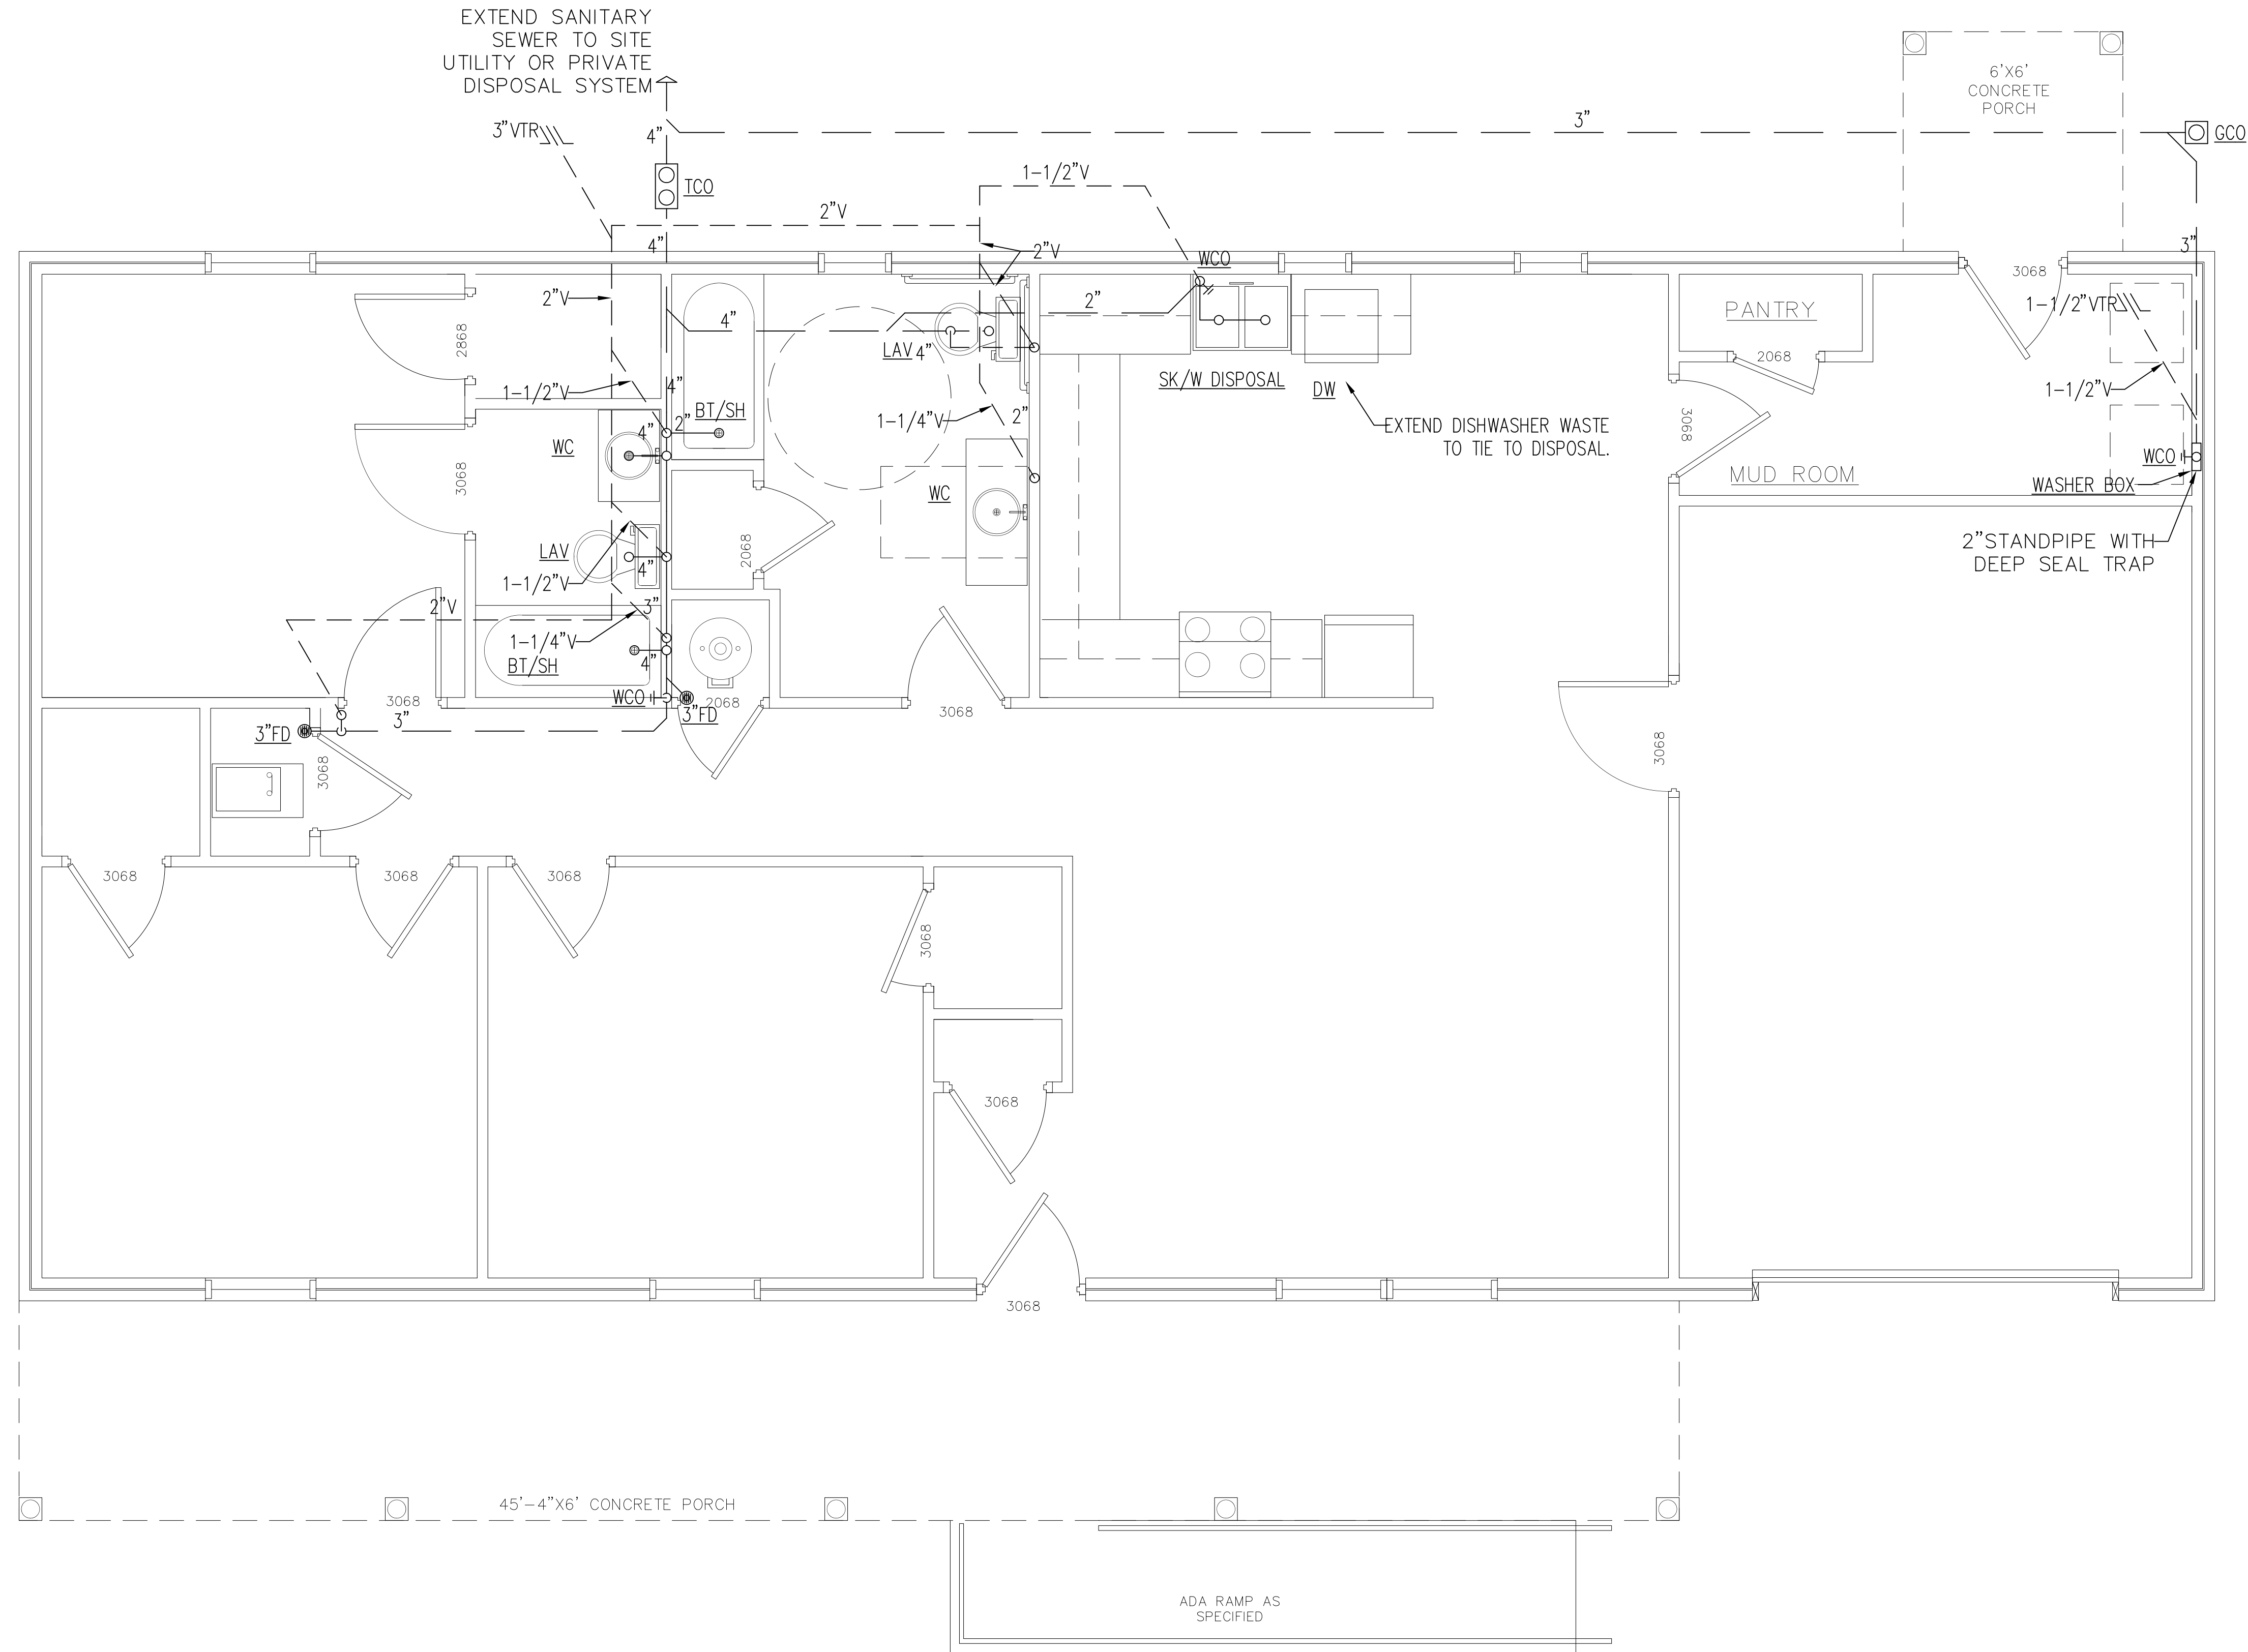 EXTEND SANITARY
SEWER TO SITE
UTILITY OR PRIVATE
DISPOSAL SYSTEM
6'X6'
CONCRETE
PORCH
3"VTR
4"
3"
GCO
TCO
1-1/2"V
2"V
4"
2"V
WCO
3"
3068
2"V
4"
2"
1-1/2"VTR
PANTRY
2868
LAV
4"
2068
1-1/2"V
4"
BT/SH
SK/W DISPOSAL
DW
1-1/2"V
1-1/4"V
2"
2"
EXTEND DISHWASHER WASTE
TO TIE TO DISPOSAL.
3068
WC
4"
WCO
3068
WC
MUD ROOM
WASHER BOX
LAV
2068
2"STANDPIPE WITH
DEEP SEAL TRAP
1-1/2"V
4"
2"V
3"
1-1/4"V
BT/SH
4"
3068
WCO
2068
3068
3"FD
3"
3"FD
3068
3068
3068
3068
3068
3068
3068
3068
45'-4"X6' CONCRETE PORCH
ADA RAMP AS
SPECIFIED